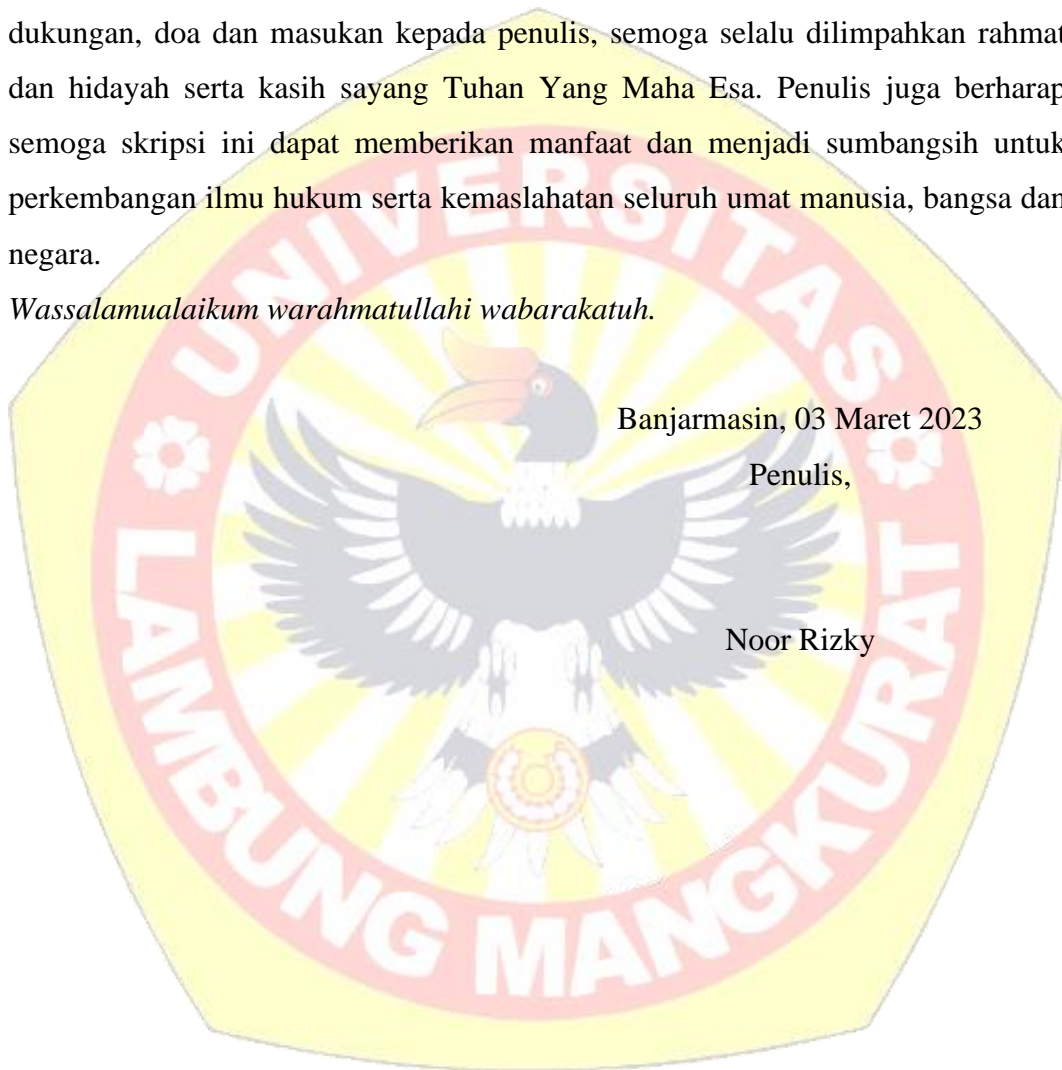 dukungan, doa dan masukan kepada penulis, semoga selalu dilimpahkan rahmat
dan hidayah serta kasih sayang Tuhan Yang Maha Esa. Penulis juga berharap
semoga skripsi ini dapat memberikan manfaat dan menjadi sumbangsih untuk
perkembangan ilmu hukum serta kemaslahatan seluruh umat manusia, bangsa dan
negara.
Wassalamualaikum warahmatullahi wabarakatuh.
Banjarmasin, 03 Maret 2023
Penulis,
Noor Rizky
UNIVERSITAS
LAMBUNG MANGKURAT